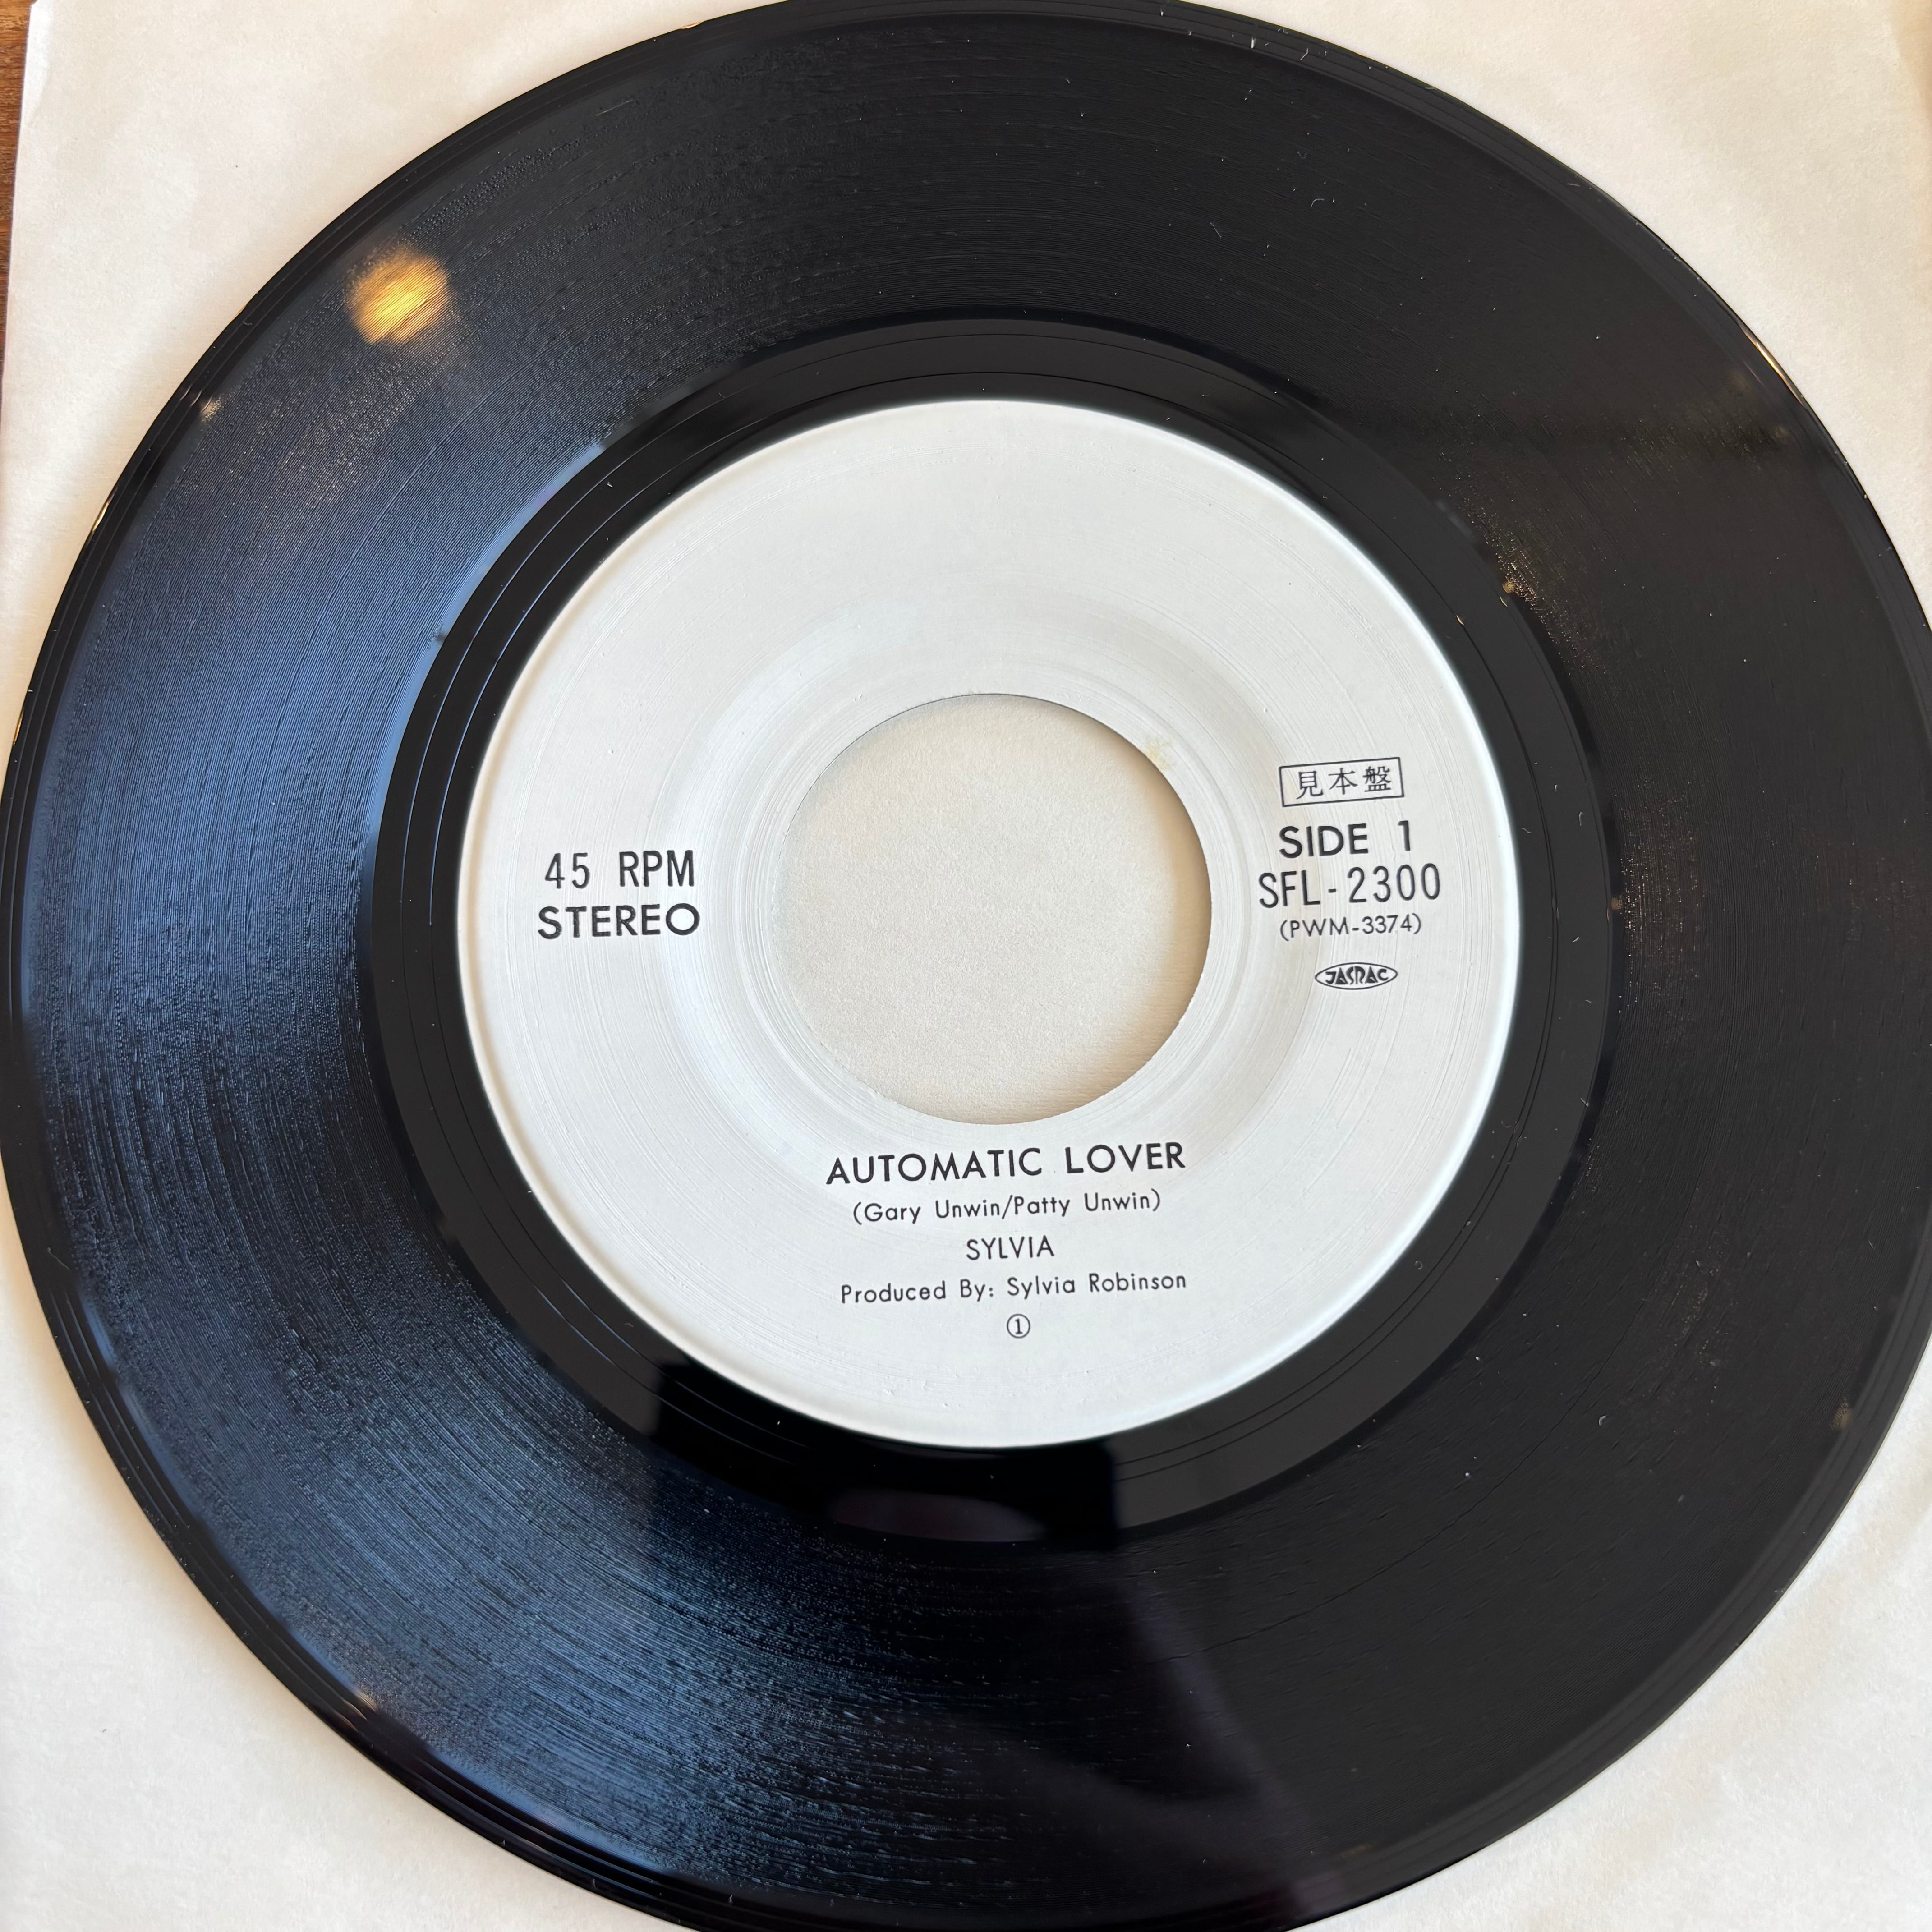 45 RPM
STEREO
見本盤
SIDE 1
SFL-2300
(PWM-3374)
JASRAC
AUTOMATIC LOVER
(Gary Unwin/Patty Unwin)
SYLVIA
Produced By: Sylvia Robinson
①